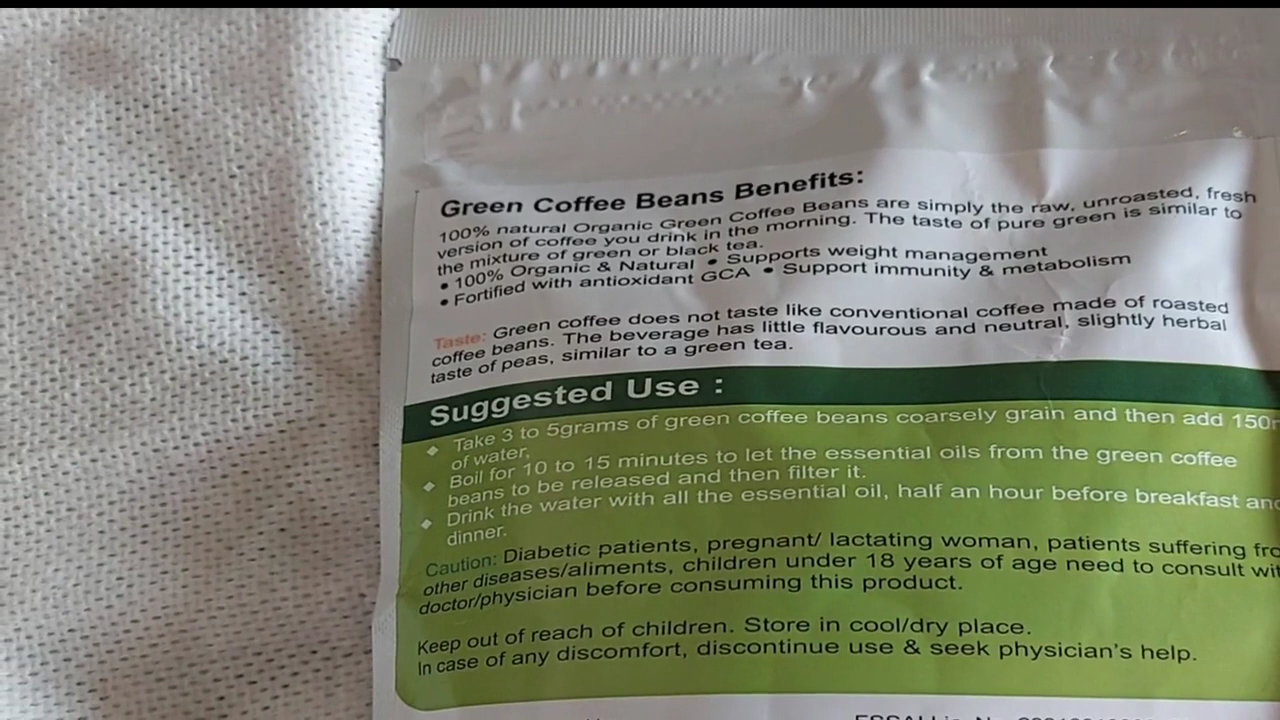 Green Coffee Beans Benefits:
100% natural Organic Green Coffee Beans are simply the raw, unroasted, fresh
version of coffee you drink in the morning. The taste of pure green is similar to
the mixture of green or black tea.
• 100% Organic & Natural • Supports weight management
• Fortified with antioxidant GCA • Support immunity & metabolism
Taste: Green coffee does not taste like conventional coffee made of roasted
coffee beans. The beverage has little flavourous and neutral, slightly herbal
taste of peas, similar to a green tea.
Suggested Use :
❖ Take 3 to 5grams of green coffee beans coarsely grain and then add
of water,
❖ Boil for 10 to 15 minutes to let the essential oils from the green coffee
beans to be released and then filter it.
❖ Drink the water with all the essential oil, half an hour before breakfast and
dinner.
Caution: Diabetic patients, pregnant/ lactating woman, patients suffering
other diseases/aliments, children under 18 years of age need to consult
doctor/physician before consuming this product.
Keep out of reach of children. Store in cool/dry place.
In case of any discomfort, discontinue use & seek physician's help.